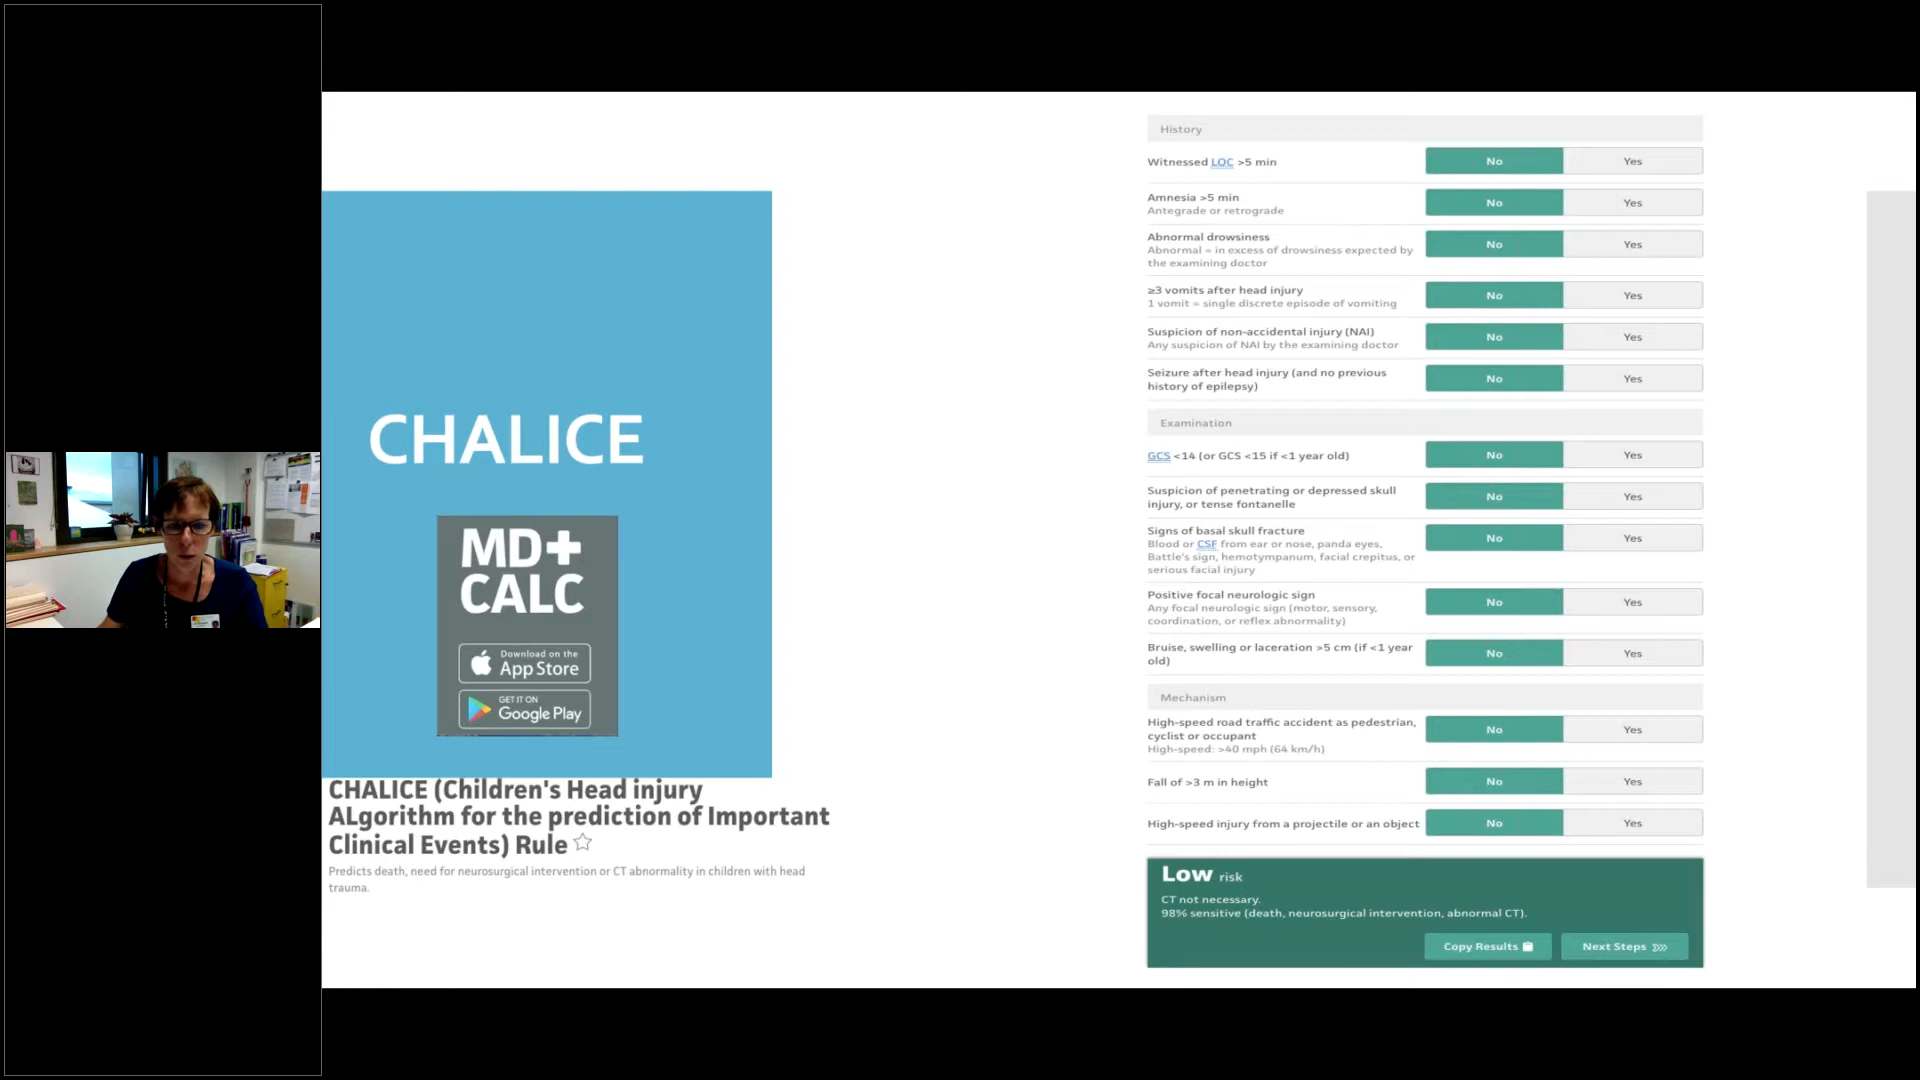 CHALICE
MD+
CALC
Download on the
App Store
GET IT ON
Google Play
CHALICE (Children's Head injury
ALgorithm for the prediction of Important
Clinical Events) Rule
Predicts death, need for neurosurgical intervention or CT abnormality in children with head
trauma.
History
Witnessed LOC >5 min No Yes
Amnesia >5 min
Antegrade or retrograde
No Yes
Abnormal drowsiness
Abnormal = in excess of drowsiness expected by
the examining doctor
No Yes
≥3 vomits after head injury
1 vomit = single discrete episode of vomiting
No Yes
Suspicion of non-accidental injury (NAI)
Any suspicion of NAI by the examining doctor
No Yes
Seizure after head injury (and no previous
history of epilepsy)
No Yes
Examination
GCS <14 (or GCS <15 if <1 year old) No Yes
Suspicion of penetrating or depressed skull
injury, or tense fontanelle
No Yes
Signs of basal skull fracture
Blood or CSF from ear or nose, panda eyes,
Battle's sign, hemotympanum, facial crepitus, or
serious facial injury
No Yes
Positive focal neurologic sign
Any focal neurologic sign (motor, sensory,
coordination, or reflex abnormality)
No Yes
Bruise, swelling or laceration >5 cm (if <1 year
old)
No Yes
Mechanism
High-speed road traffic accident as pedestrian,
cyclist or occupant
High-speed: >40 mph (64 km/h)
No Yes
Fall of >3 m in height No Yes
High-speed injury from a projectile or an object No Yes
Low risk
CT not necessary.
98% sensitive (death, neurosurgical intervention, abnormal CT).
Copy Results
Next Steps